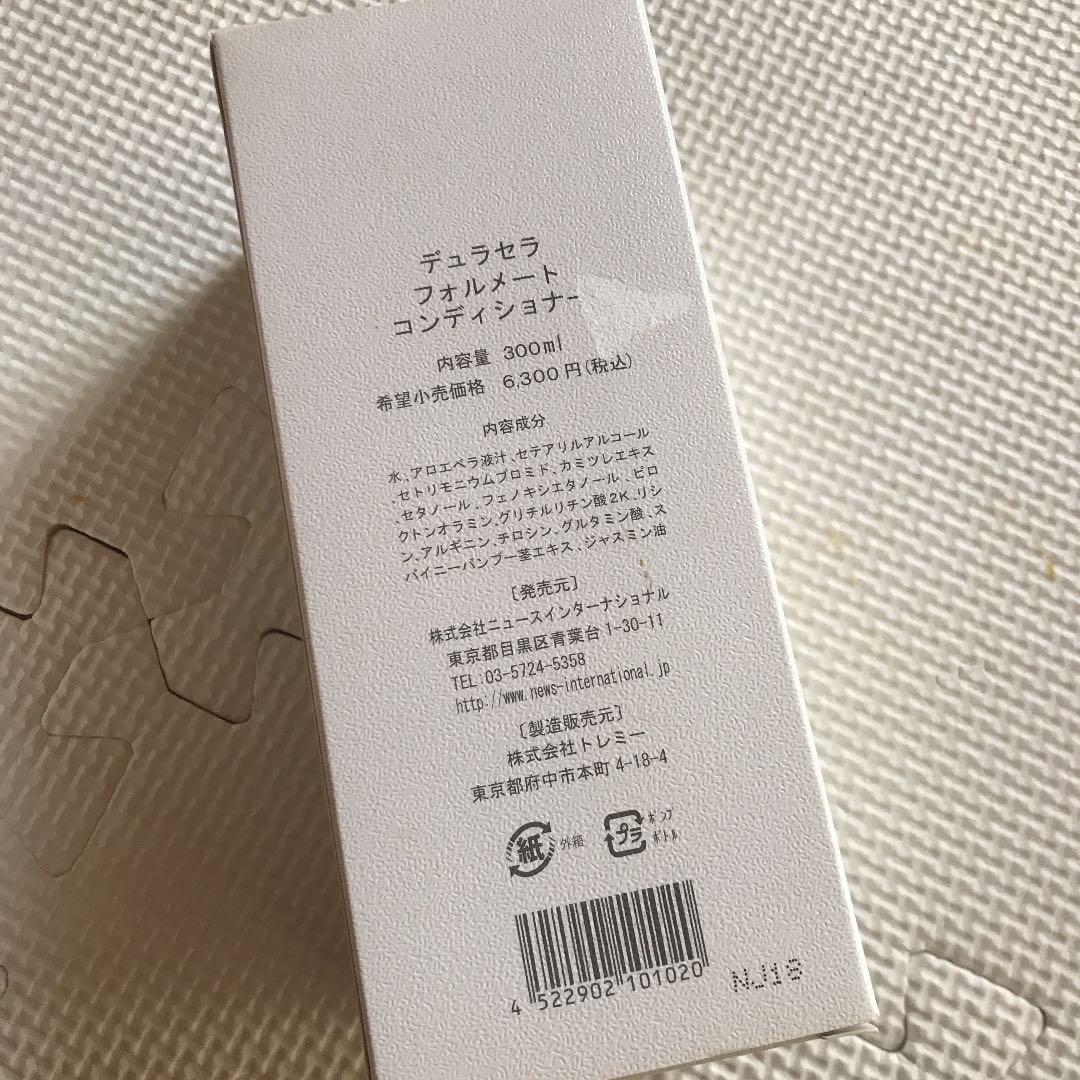 デュラセラ
フォルメート
コンディショナー
内容量 300ml
希望小売価格 6,300円(税込)
内容成分
水、アロエベラ液汁、セテアリルアルコール
、セトリモニウムブロミド、カミツレエキス
、セタノール、フェノキシエタノール、ピロ
クトンオラミン、グリチルリチン酸2K、リシ
ン、アルギニン、チロシン、グルタミン酸、ス
パイニーバンブー茎エキス、ジャスミン油
[発売元]
株式会社ニュースインターナショナル
東京都目黒区青葉台 1-30-11
TEL:03-5724-5358
http://www.news-international.jp
[製造販売元]
株式会社トレミー
東京都府中市本町 4-18-4
紙 外箱 プラ ポンプ
ボトル
4 522902 101020
NJ18